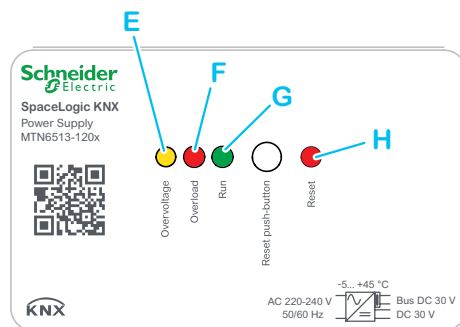 E
F
G
H
Schneider
Electric
SpaceLogic KNX
Power Supply
MTN6513-120x
Overvoltage
Overload
Run
Reset push-button
Reset
KNX
-5... +45 °C
AC 220-240 V
50/60 Hz
Bus DC 30 V
DC 30 V